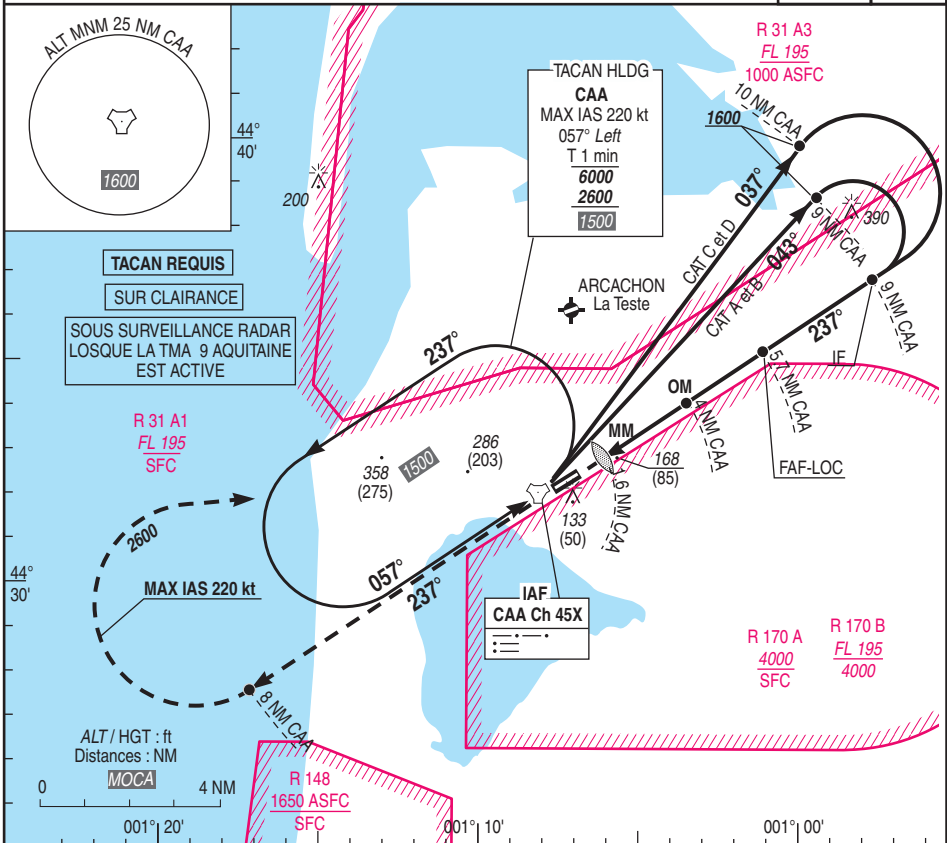 ALT MNM 25 NM CAA
1600
TACAN REQUIS
SUR CLAIRANCE
SOUS SURVEILLANCE RADAR
LOSQUE LA TMA 9 AQUITAINE
EST ACTIVE
44°
40'
200
TACAN HLDG
CAA
MAX IAS 220 kt
057° Left
T 1 min
6000
2600
1500
R 31 A3
FL 195
1000 ASFC
10 NM CAA
1600
037°
CAT C et D
043°
CAT A et B
9 NM CAA
390
9 NM CAA
IF
237°
ARCACHON
La Teste
5.7 NM CAA
FAF-LOC
OM
4 NM CAA
MM
1.6 NM CAA
168
(85)
237°
R 31 A1
FL 195
SFC
358
(275)
1500
286
(203)
133
(50)
2600
MAX IAS 220 kt
057°
237°
44°
30'
IAF
CAA Ch 45X
R 170 A
4000
SFC
R 170 B
FL 195
4000
8 NM CAA
ALT / HGT : ft
Distances : NM
MOCA
0
4 NM
R 148
1650 ASFC
SFC
001° 20'
001° 10'
001° 00'